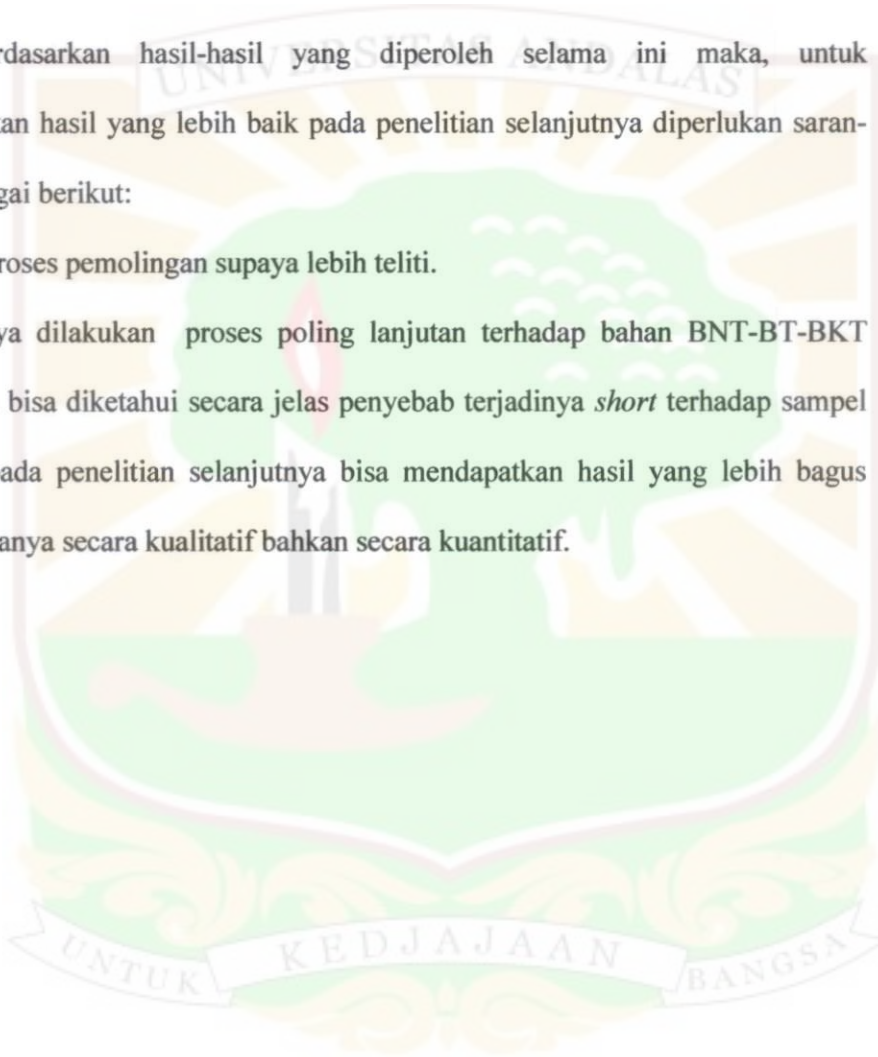 UNIVERSITAS ANDALAS
rdasarkan hasil-hasil yang diperoleh selama ini maka, untuk
kan hasil yang lebih baik pada penelitian selanjutnya diperlukan saran-
gai berikut:
roses pemolingan supaya lebih teliti.
ya dilakukan proses poling lanjutan terhadap bahan BNT-BT-BKT
bisa diketahui secara jelas penyebab terjadinya short terhadap sampel
ada penelitian selanjutnya bisa mendapatkan hasil yang lebih bagus
anya secara kualitatif bahkan secara kuantitatif.
UNTUK KEDJAJAAN BANGSA